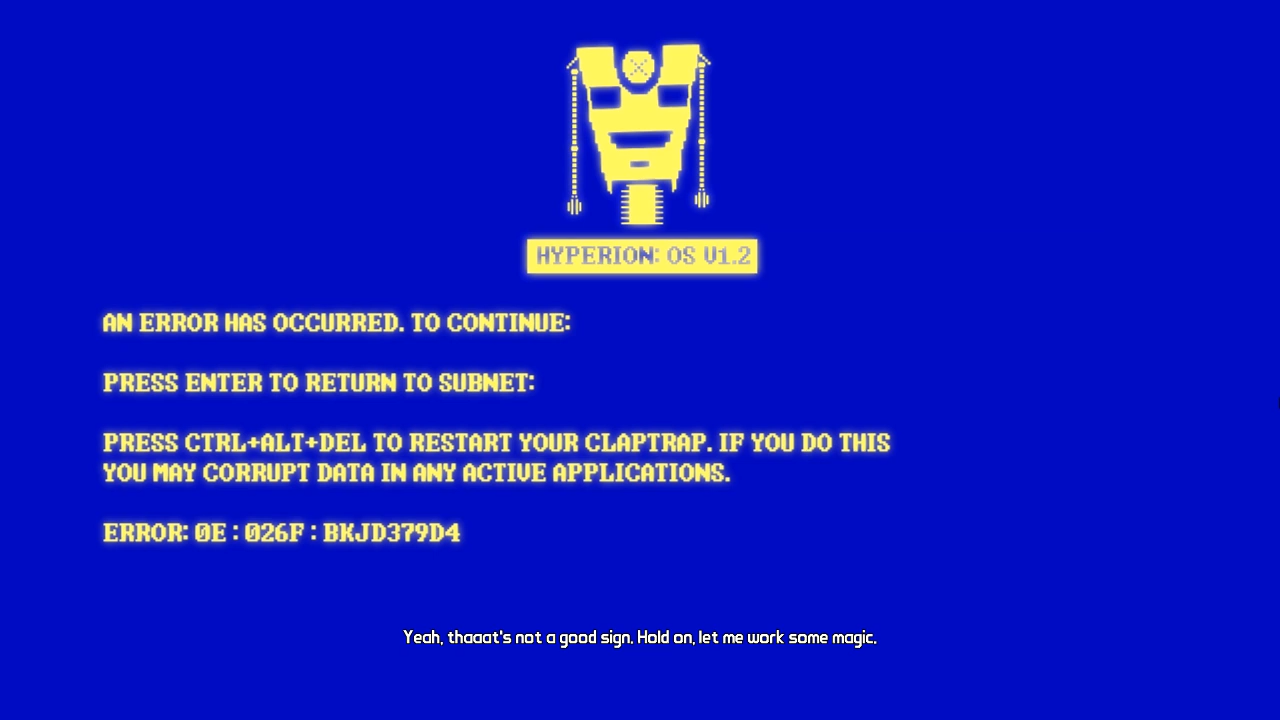 HYPERION: OS V1.2
AN ERROR HAS OCCURRED. TO CONTINUE:
PRESS ENTER TO RETURN TO SUBNET:
PRESS CTRL+ALT+DEL TO RESTART YOUR CLAPTRAP. IF YOU DO THIS
YOU MAY CORRUPT DATA IN ANY ACTIVE APPLICATIONS.
ERROR: 0E : 026F : BKJD379D4
Yeah, thaaat's not a good sign. Hold on, let me work some magic.